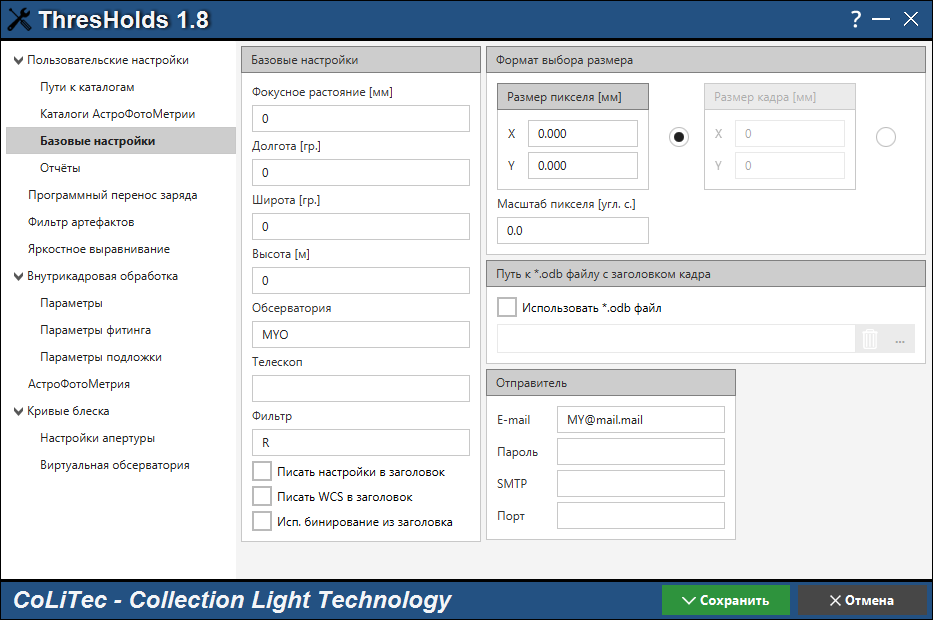 ThresHolds 1.8
?
Пользовательские настройки
Пути к каталогам
Каталоги АстроФотоМетрии
Базовые настройки
Отчёты
Программный перенос заряда
Фильтр артефактов
Яркостное выравнивание
Внутрикадровая обработка
Параметры
Параметры фитинга
Параметры подложки
АстроФотоМетрия
Кривые блеска
Настройки апертуры
Виртуальная обсерватория
Базовые настройки
Фокусное растояние [мм]
0
Долгота [гр.]
0
Широта [гр.]
0
Высота [м]
0
Обсерватория
MYO
Телескоп
Фильтр
R
Писать настройки в заголовок
Писать WCS в заголовок
Исп. бинирование из заголовка
Формат выбора размера
Размер пикселя [мм]
X 0.000
Y 0.000
Размер кадра [мм]
X 0
Y 0
Масштаб пикселя [угл. с.]
0.0
Путь к *.odb файлу с заголовком кадра
Использовать *.odb файл
...
Отправитель
E-mail MY@mail.mail
Пароль
SMTP
Порт
CoLiTec - Collection Light Technology
Сохранить
Отмена